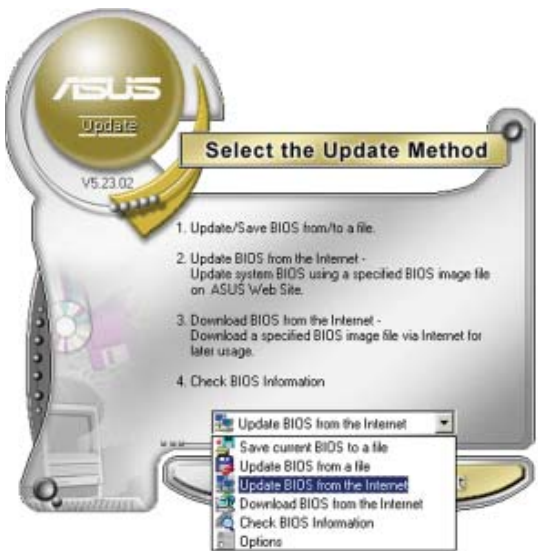 ASUS
Update
V5.23.02
Select the Update Method
1. Update/Save BIOS from/to a file.
2. Update BIOS from the Internet -
Update system BIOS using a specified BIOS image file
on ASUS Web Site.
3. Download BIOS from the Internet -
Download a specified BIOS image file via Internet for
later usage.
4. Check BIOS Information
Update BIOS from the Internet
Save current BIOS to a file
Update BIOS from a file
Update BIOS from the Internet
Download BIOS from the Internet
Check BIOS Information
Options